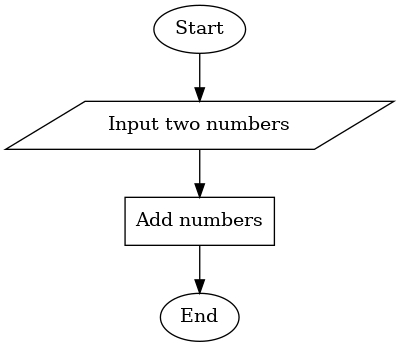 Start
Input two numbers
Add numbers
End